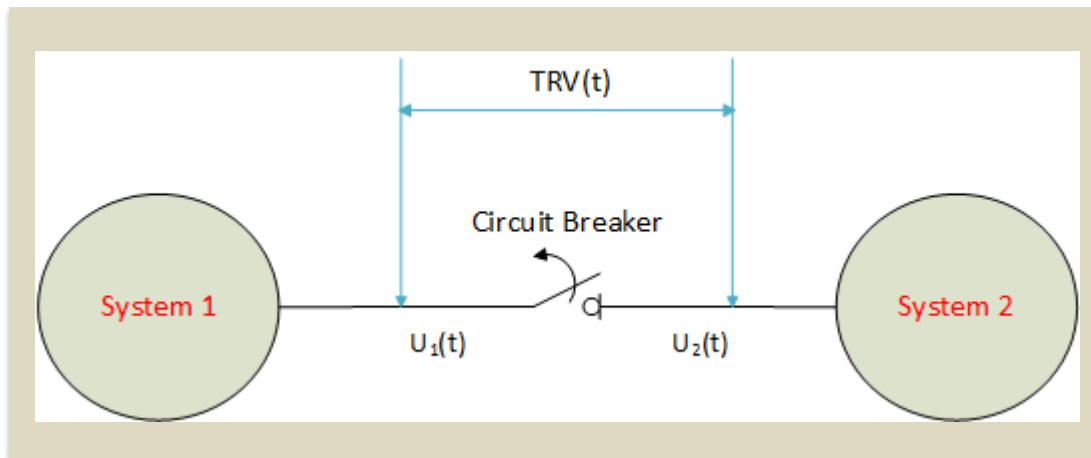 TRV(t)
Circuit Breaker
System 1
System 2
U₁(t)
U₂(t)